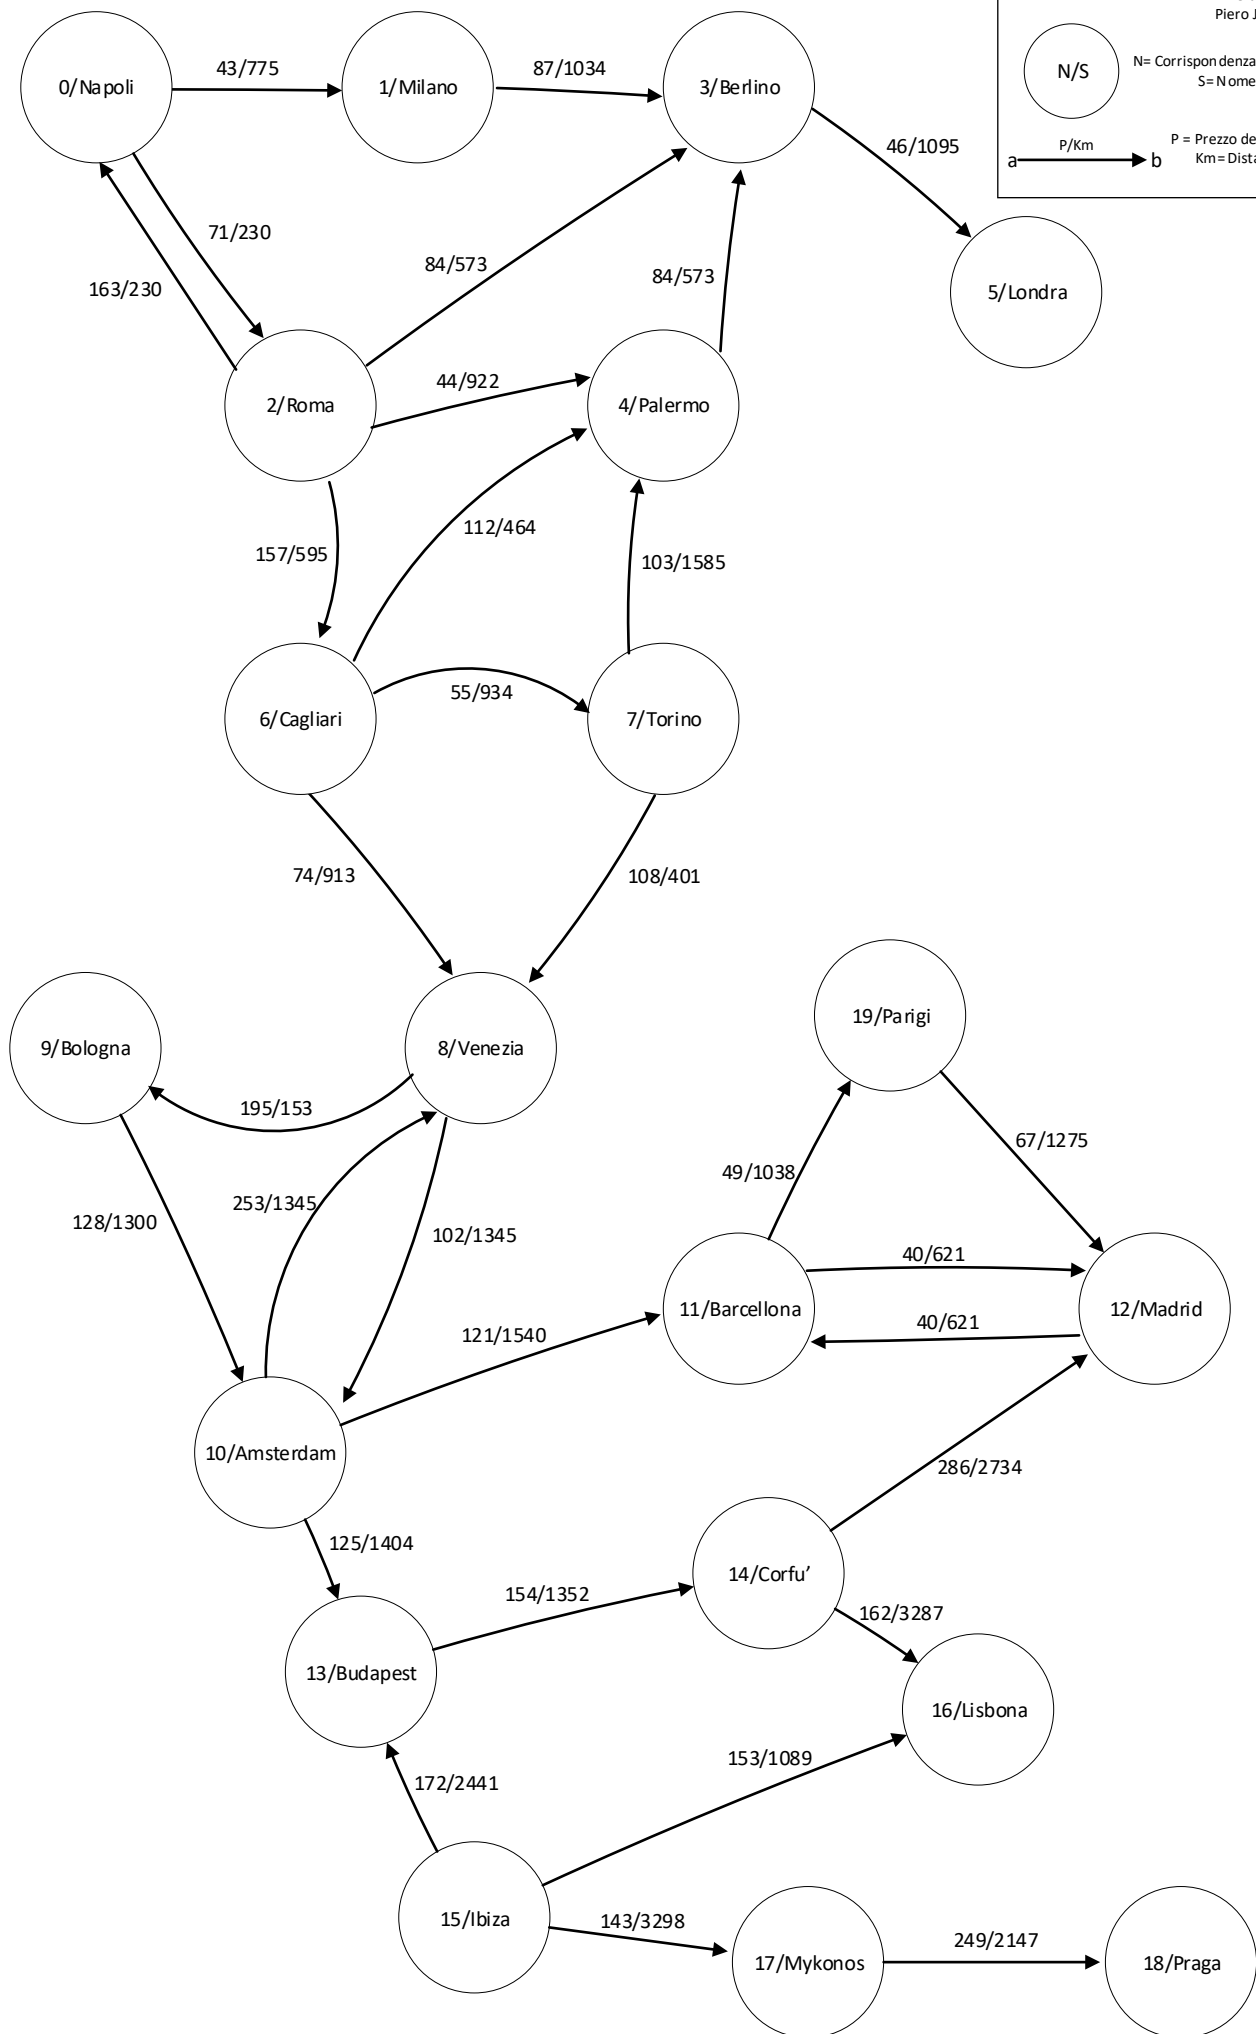 Piero J
0/Napoli
43/775
1/Milano
87/1034
3/Berlino
N/S
N= Corrispondenza
S= Nome
46/1095
P/Km
a
b
P = Prezzo de
Km= Dista
71/230
163/230
84/573
84/573
5/Londra
2/Roma
44/922
4/Palermo
157/595
112/464
103/1585
6/Cagliari
55/934
7/Torino
74/913
108/401
9/Bologna
8/Venezia
19/Parigi
195/153
128/1300
253/1345
102/1345
49/1038
67/1275
40/621
11/Barcellona
12/Madrid
40/621
121/1540
10/Amsterdam
286/2734
125/1404
14/Corfu’
154/1352
162/3287
13/Budapest
16/Lisbona
172/2441
153/1089
15/Ibiza
143/3298
249/2147
17/Mykonos
18/Praga